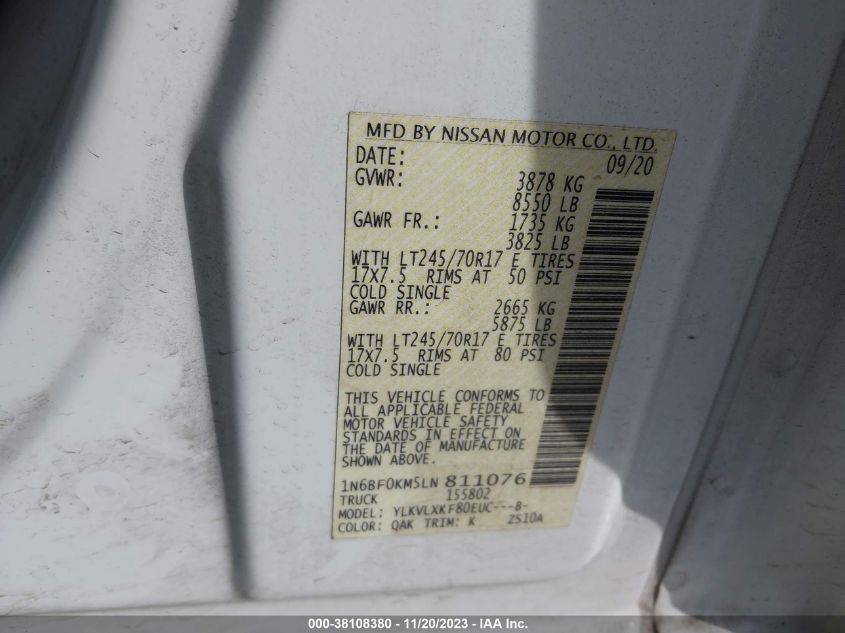 MFD BY NISSAN MOTOR CO., LTD.
DATE: 09/20
GVWR: 3878 KG
8550 LB
GAWR FR.: 1735 KG
3825 LB
WITH LT245/70R17 E TIRES
17X7.5 RIMS AT 50 PSI
COLD SINGLE
GAWR RR.: 2665 KG
5875 LB
WITH LT245/70R17 E TIRES
17X7.5 RIMS AT 80 PSI
COLD SINGLE
THIS VEHICLE CONFORMS TO
ALL APPLICABLE FEDERAL
MOTOR VEHICLE SAFETY
STANDARDS IN EFFECT ON
THE DATE OF MANUFACTURE
SHOWN ABOVE.
1N6BF0KM5LN 811076
TRUCK 155802
MODEL: YLKVLXKF80EUC---B-
COLOR: QAK TRIM: K ZS10A
000-38108380 - 11/20/2023 - IAA Inc.